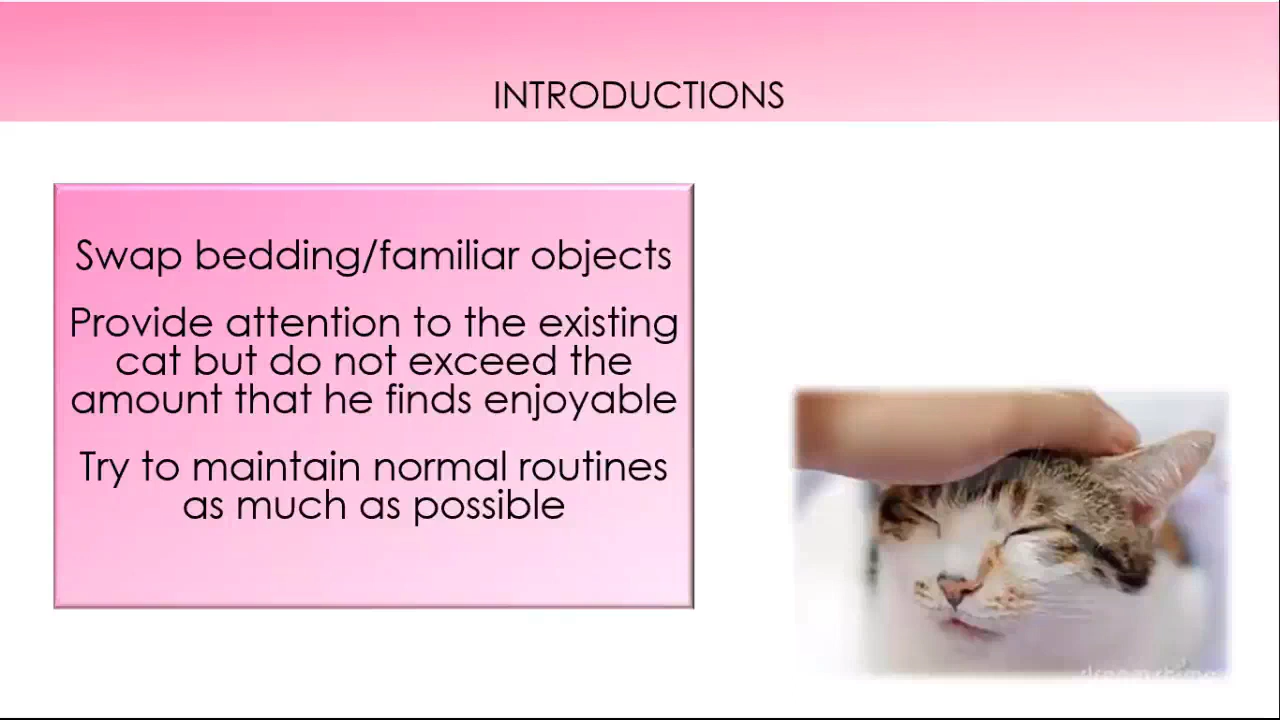 INTRODUCTIONS
Swap bedding/familiar objects
Provide attention to the existing
cat but do not exceed the
amount that he finds enjoyable
Try to maintain normal routines
as much as possible